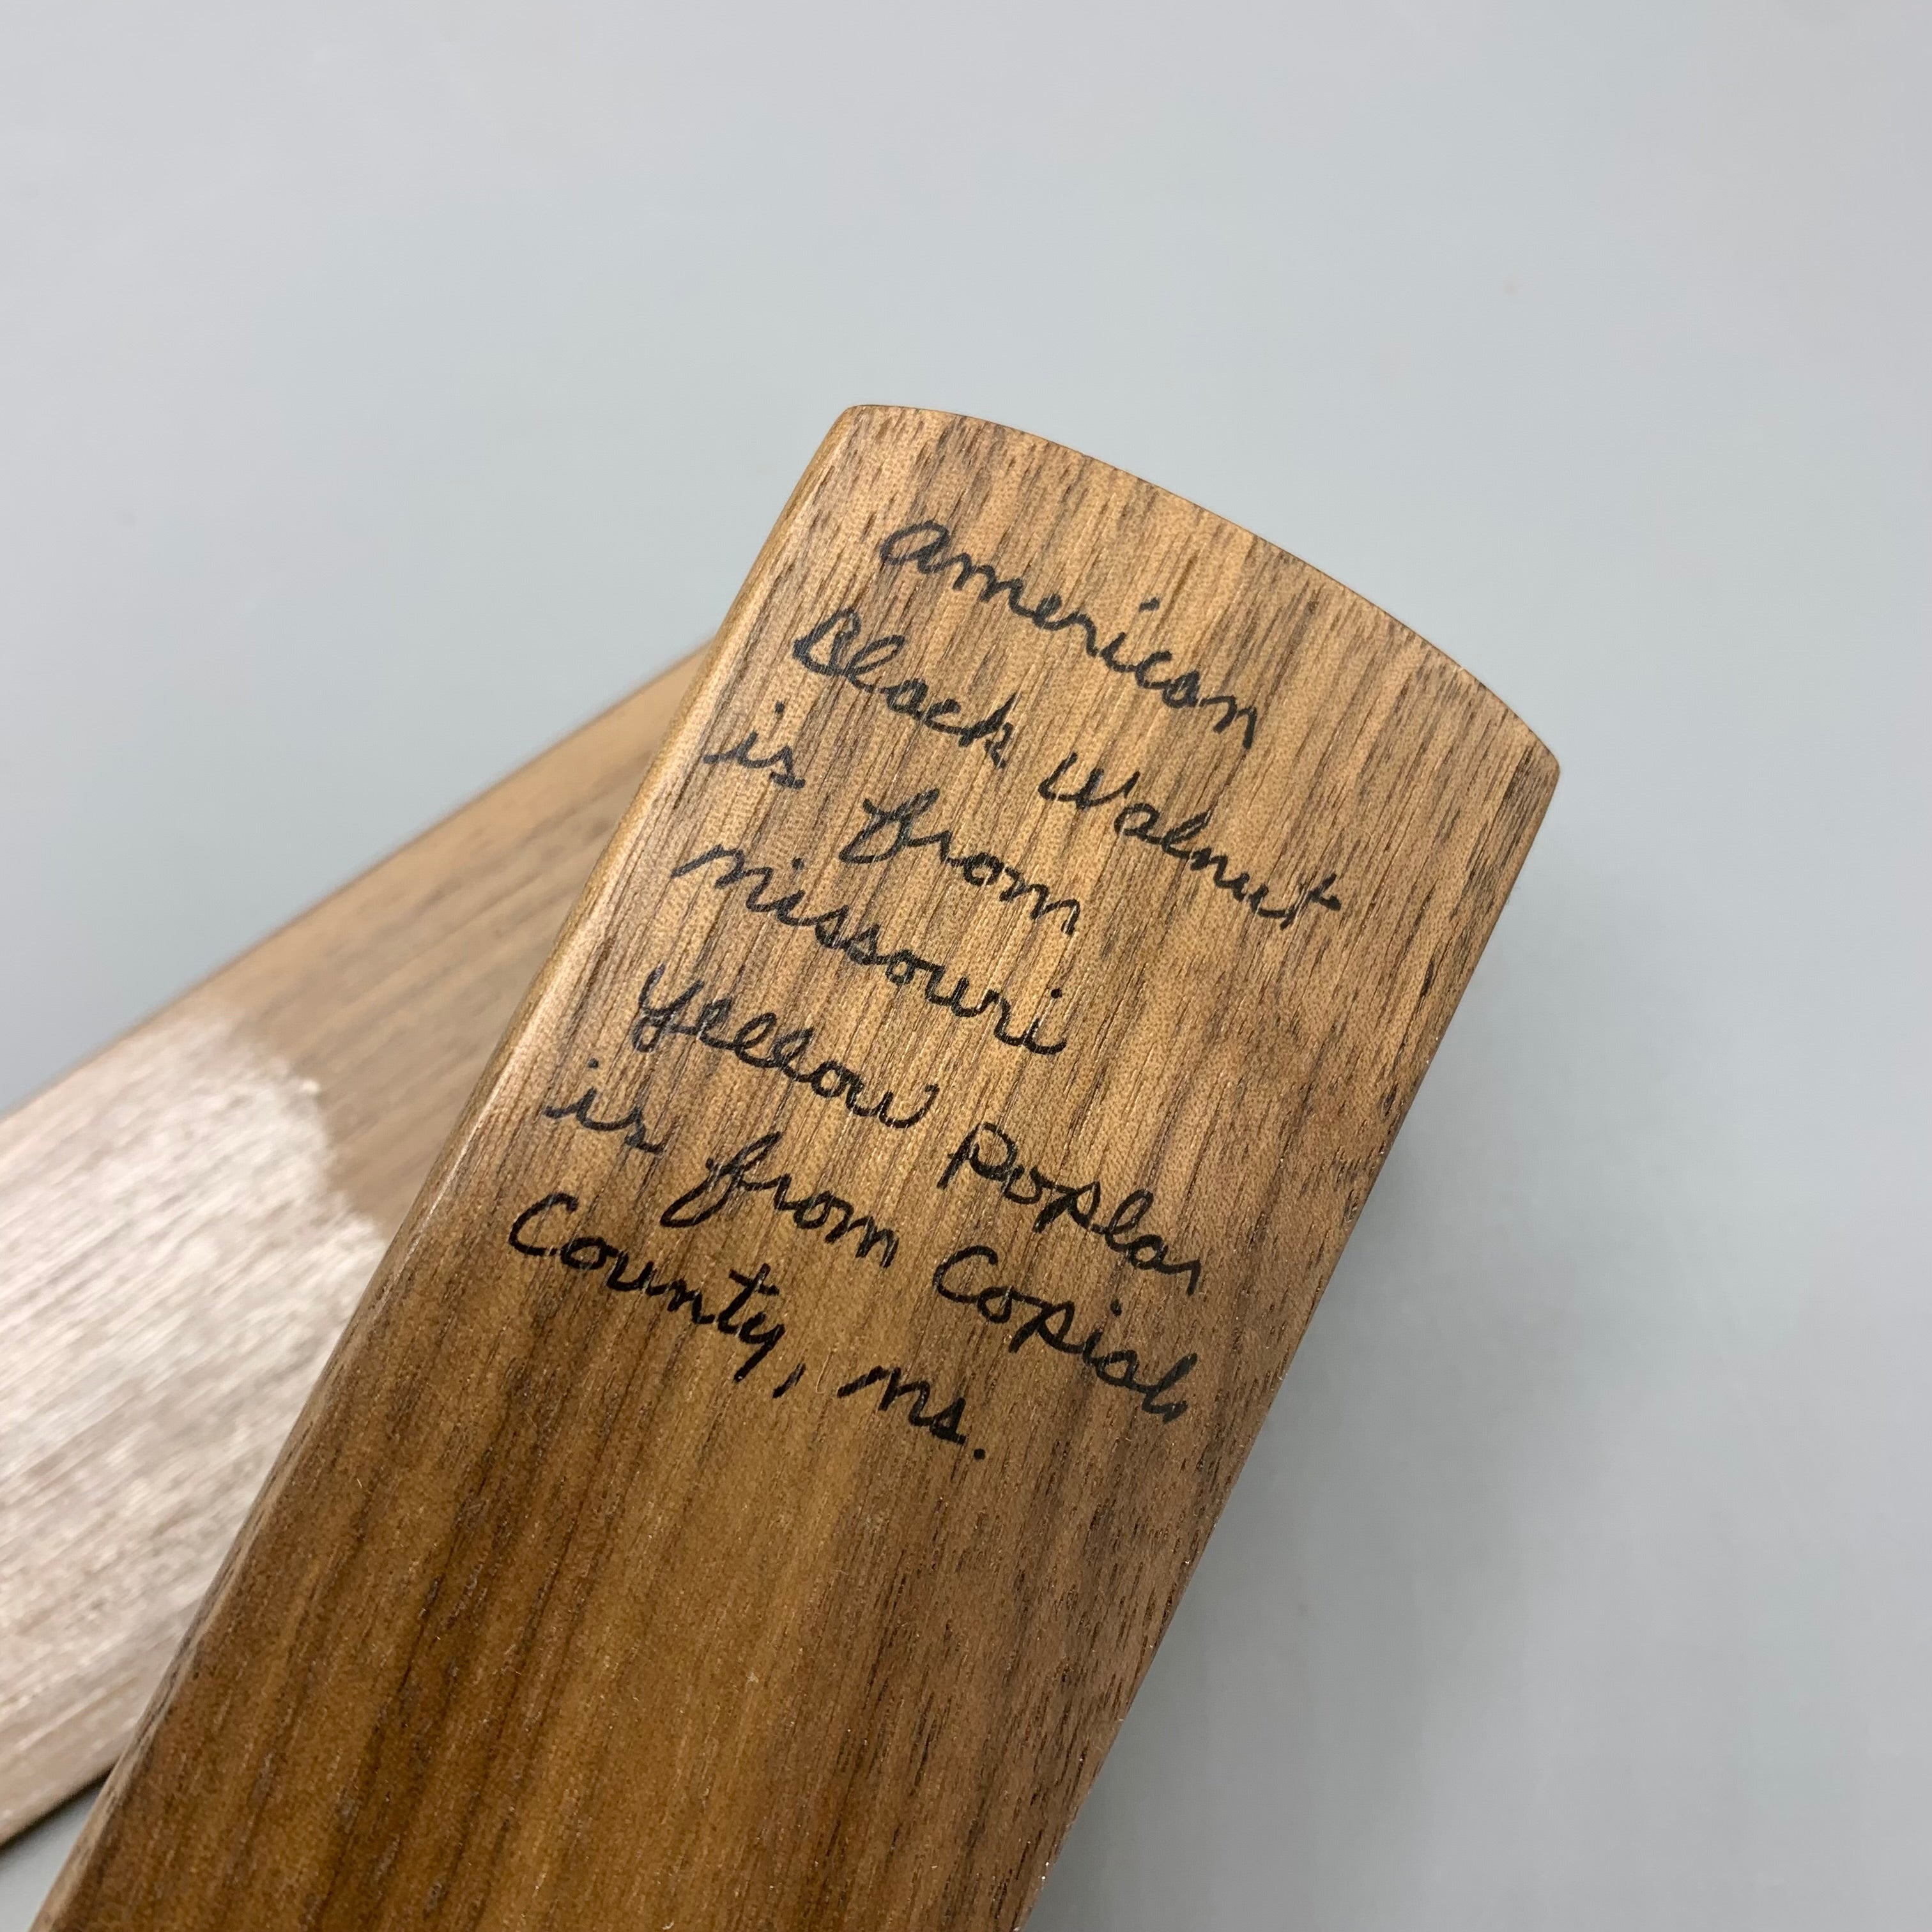 American
Black Walnut
is from
Missouri
Yellow Poplar
is from Copiah
County, Ms.